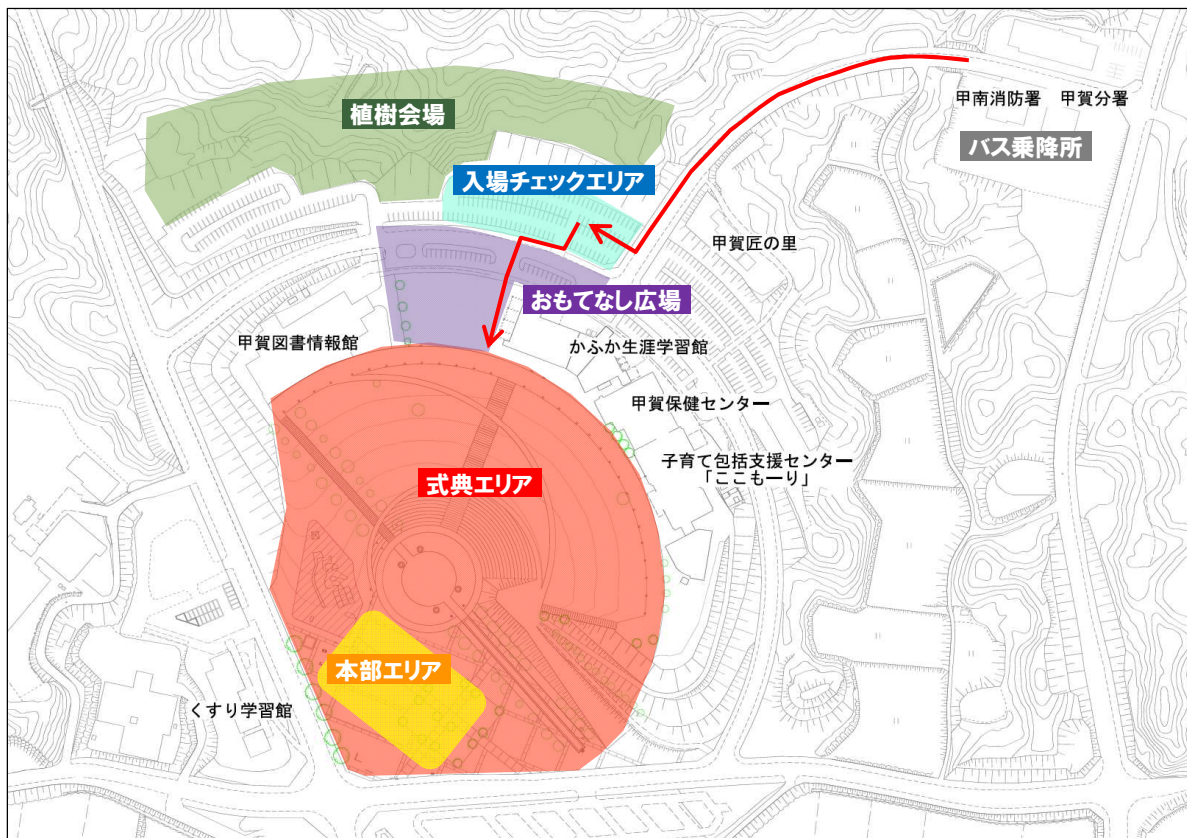 甲南消防署 甲賀分署
バス乗降所
植樹会場
入場チェックエリア
甲賀匠の里
おもてなし広場
甲賀図書情報館
かふか生涯学習館
甲賀保健センター
子育て包括支援センター
「ここもーり」
式典エリア
本部エリア
くすり学習館